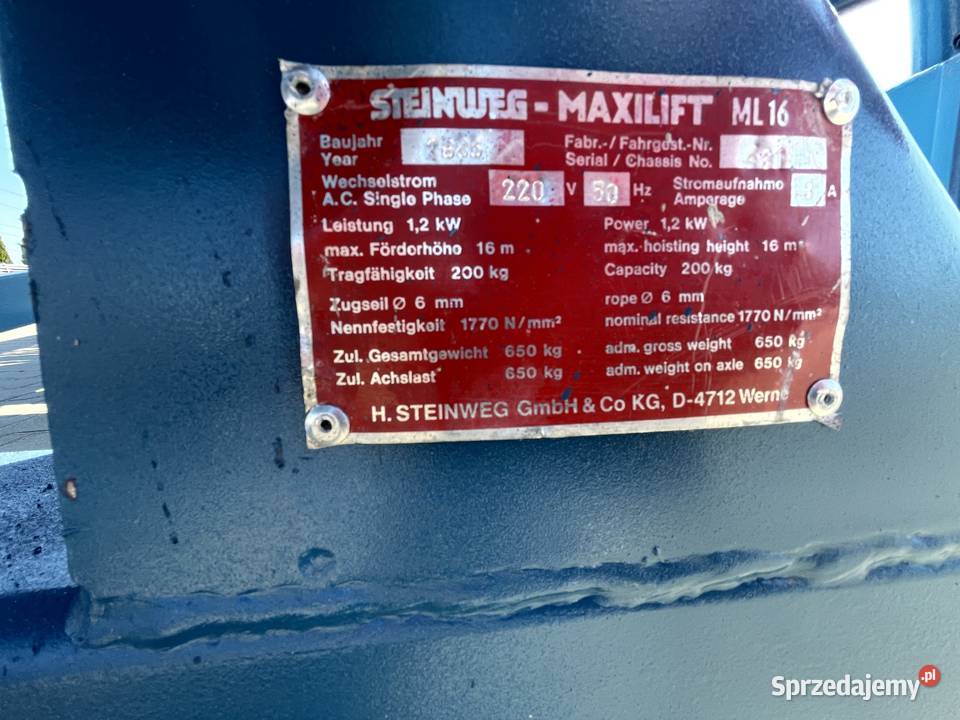 STEINWEG - MAXILIFT ML 16
Baujahr
Year
Fabr.-/Fahrgest.-Nr.
Serial / Chassis No.
Wechselstrom
A.C. Single Phase 220 V 50 Hz
Stromaufnahme
Amperage A
Leistung 1,2 kW
Power 1,2 kW
max. Förderhöhe 16 m
max. hoisting height 16 m
Tragfähigkeit 200 kg
Capacity 200 kg
Zugseil Ø 6 mm
rope Ø 6 mm
Nennfestigkeit 1770 N/mm²
nominal resistance 1770 N/mm²
Zul. Gesamtgewicht 650 kg
adm. gross weight 650 kg
Zul. Achslast 650 kg
adm. weight on axle 650 kg
H. STEINWEG GmbH & Co KG, D-4712 Werne
Sprzedajemy.pl